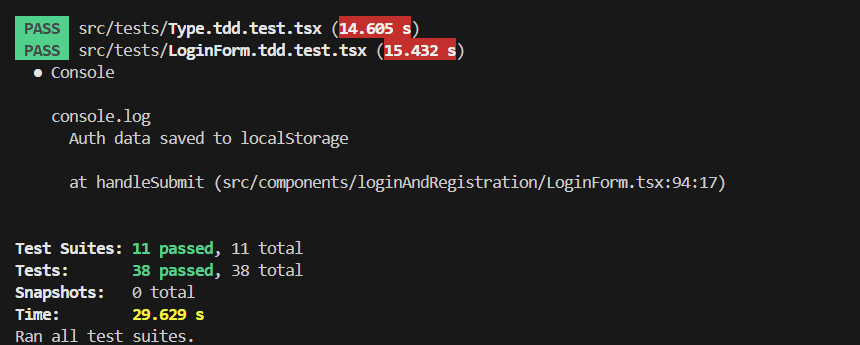 PASS src/tests/Type.tdd.test.tsx (14.605 s)
PASS src/tests/LoginForm.tdd.test.tsx (15.432 s)
● Console
console.log
Auth data saved to localStorage
at handleSubmit (src/components/loginAndRegistration/LoginForm.tsx:94:17)
Test Suites: 11 passed, 11 total
Tests: 38 passed, 38 total
Snapshots: 0 total
Time: 29.629 s
Ran all test suites.